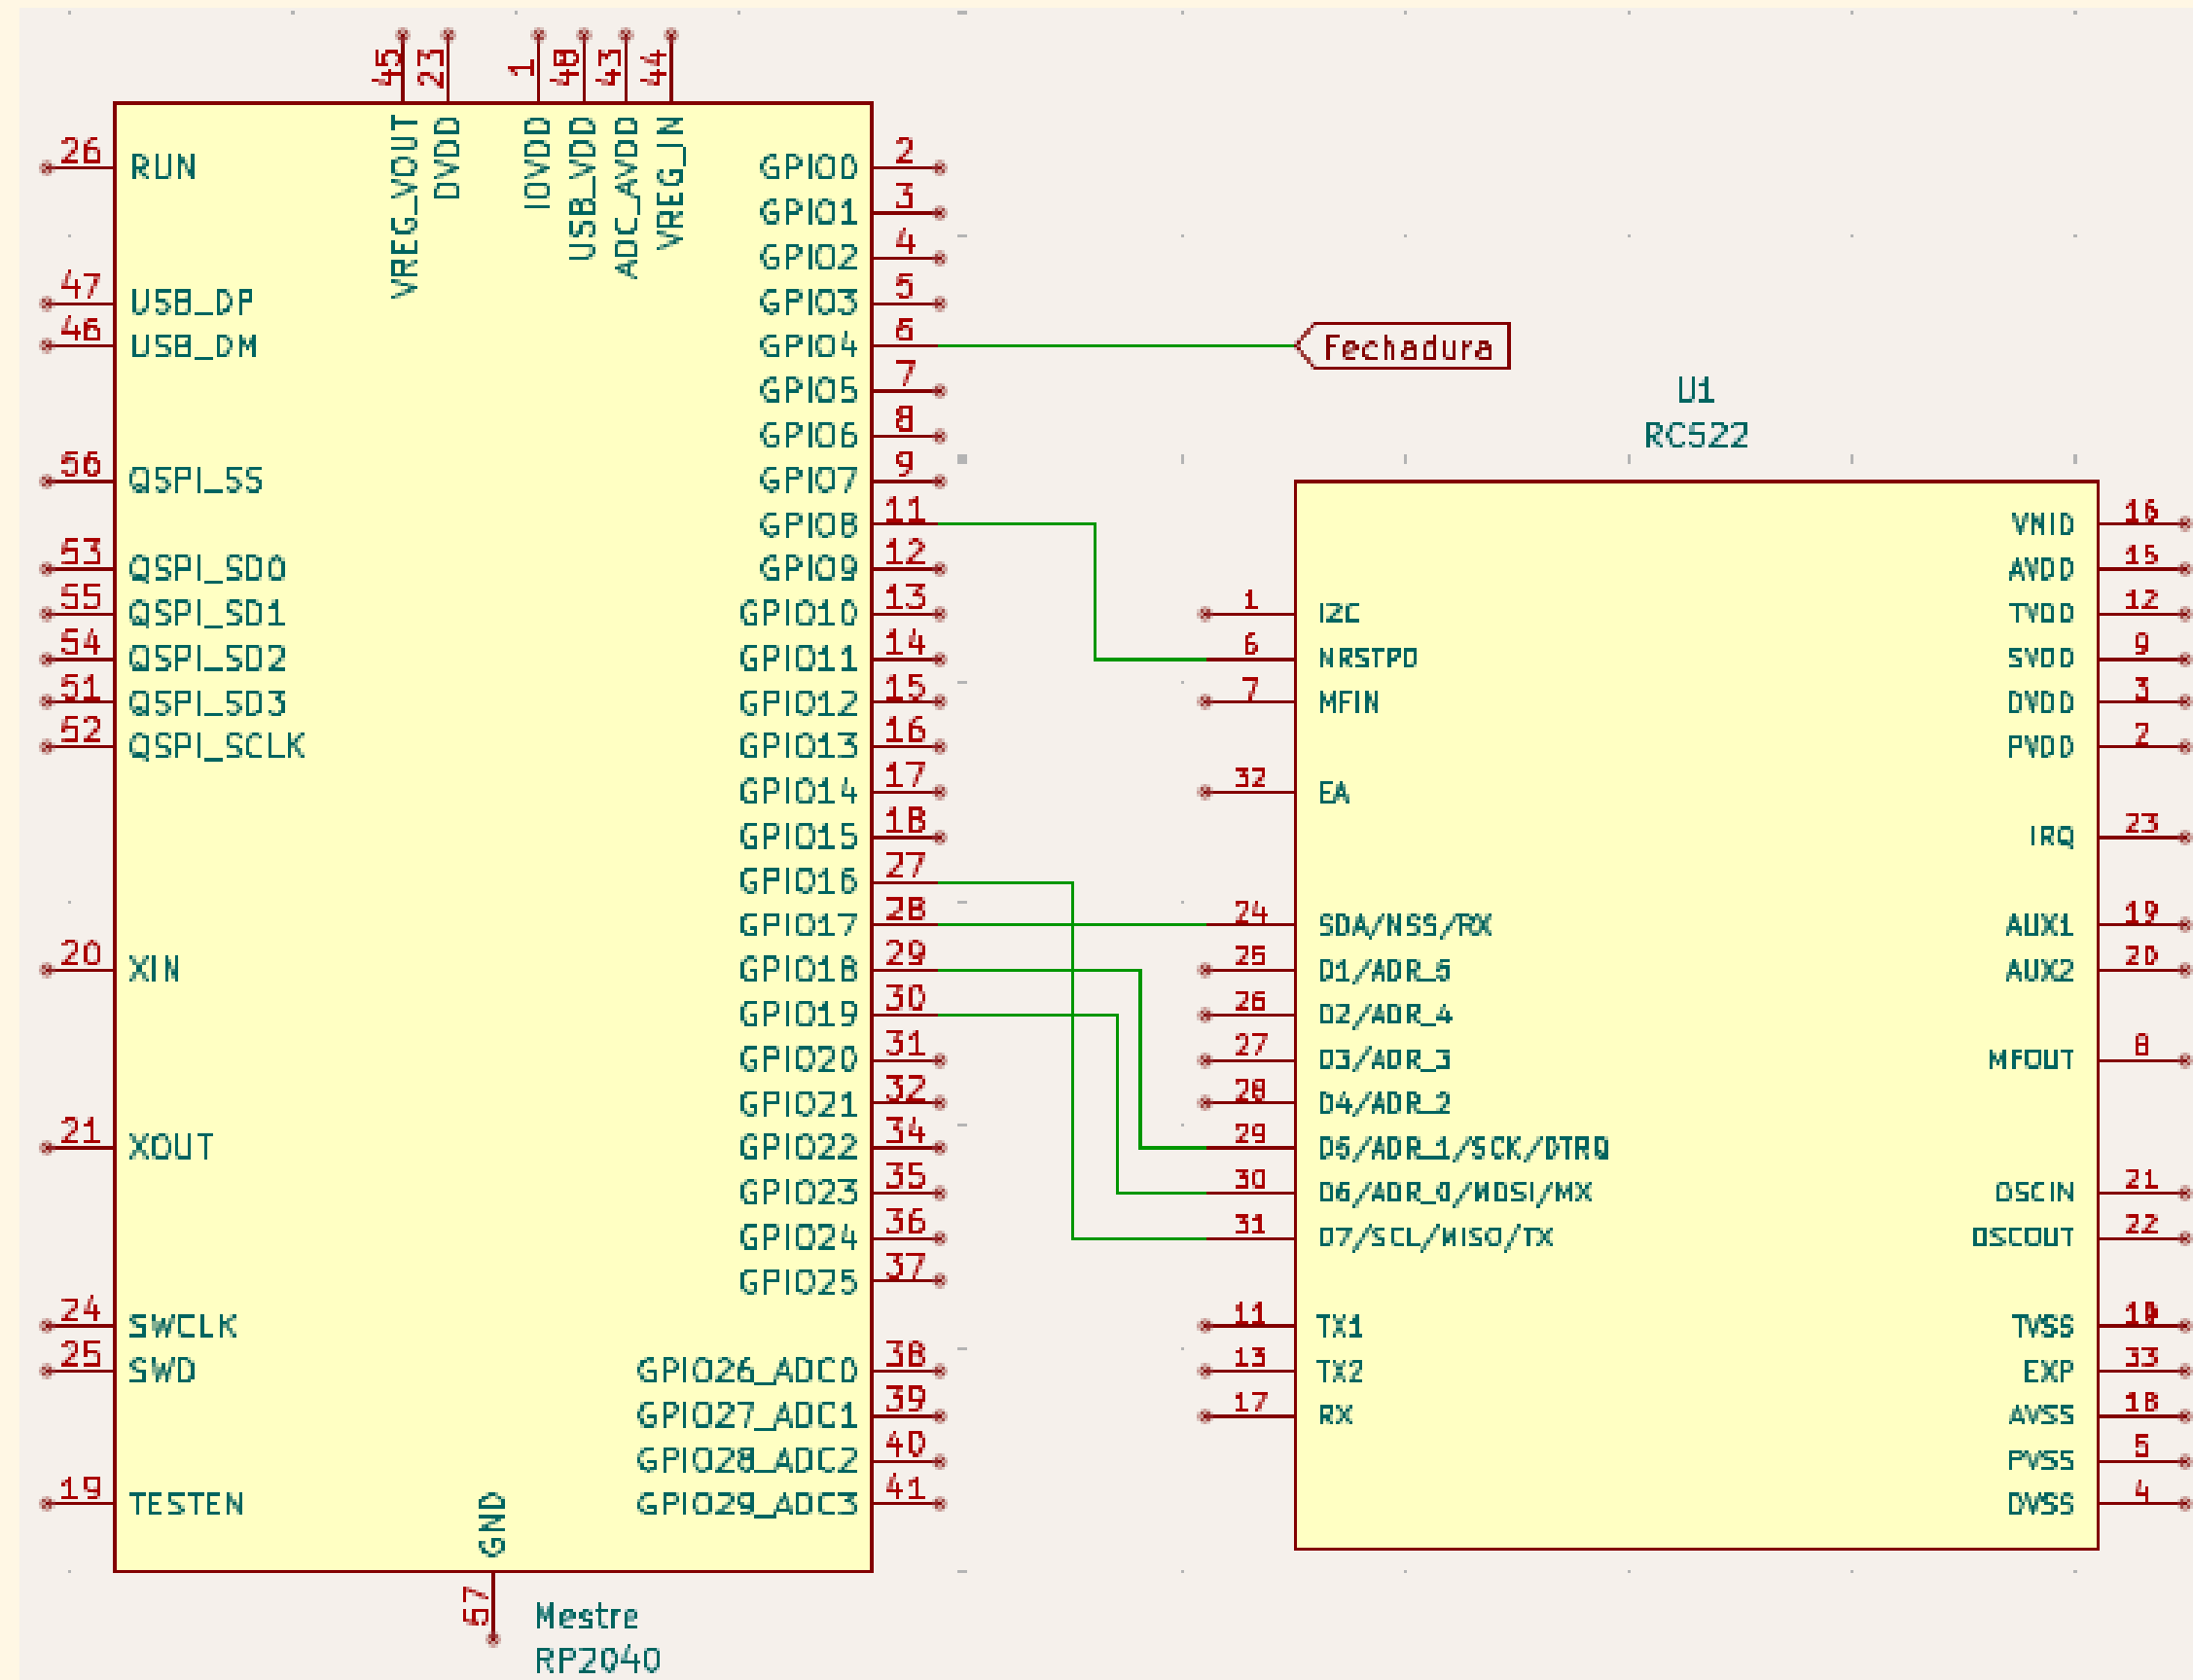 45 23 1 48 43 44
VREG_VOUT DVDD IOVDD USB_VDD ADC_AVDD VREG_IN
26 RUN
47 USB_DP
46 USB_DM
56 QSPI_SS
53 QSPI_SD0
55 QSPI_SD1
54 QSPI_SD2
51 QSPI_SD3
52 QSPI_SCLK
20 XIN
21 XOUT
24 SWCLK
25 SWD
19 TESTEN
GPIO0 2
GPIO1 3
GPIO2 4
GPIO3 5
GPIO4 6
GPIO5 7
GPIO6 8
GPIO7 9
GPIO8 11
GPIO9 12
GPIO10 13
GPIO11 14
GPIO12 15
GPIO13 16
GPIO14 17
GPIO15 18
GPIO16 27
GPIO17 28
GPIO18 29
GPIO19 30
GPIO20 31
GPIO21 32
GPIO22 34
GPIO23 35
GPIO24 36
GPIO25 37
GPIO26_ADC0 38
GPIO27_ADC1 39
GPIO28_ADC2 40
GPIO29_ADC3 41
GND
57
Mestre
RP2040
Fechadura
U1
RC522
1 I2C
6 NRSTPD
7 MFIN
32 EA
24 SDA/NSS/RX
25 D1/ADR_5
26 D2/ADR_4
27 D3/ADR_3
28 D4/ADR_2
29 D5/ADR_1/SCK/DTRQ
30 D6/ADR_0/MOSI/MX
31 D7/SCL/MISO/TX
11 TX1
13 TX2
17 RX
VNID 16
AVDD 15
TVDD 12
SVDD 9
DVDD 3
PVDD 2
IRQ 23
AUX1 19
AUX2 20
MFOUT 8
OSCIN 21
OSCOUT 22
TVSS
EXP 33
AVSS 18
PVSS 5
DVSS 4